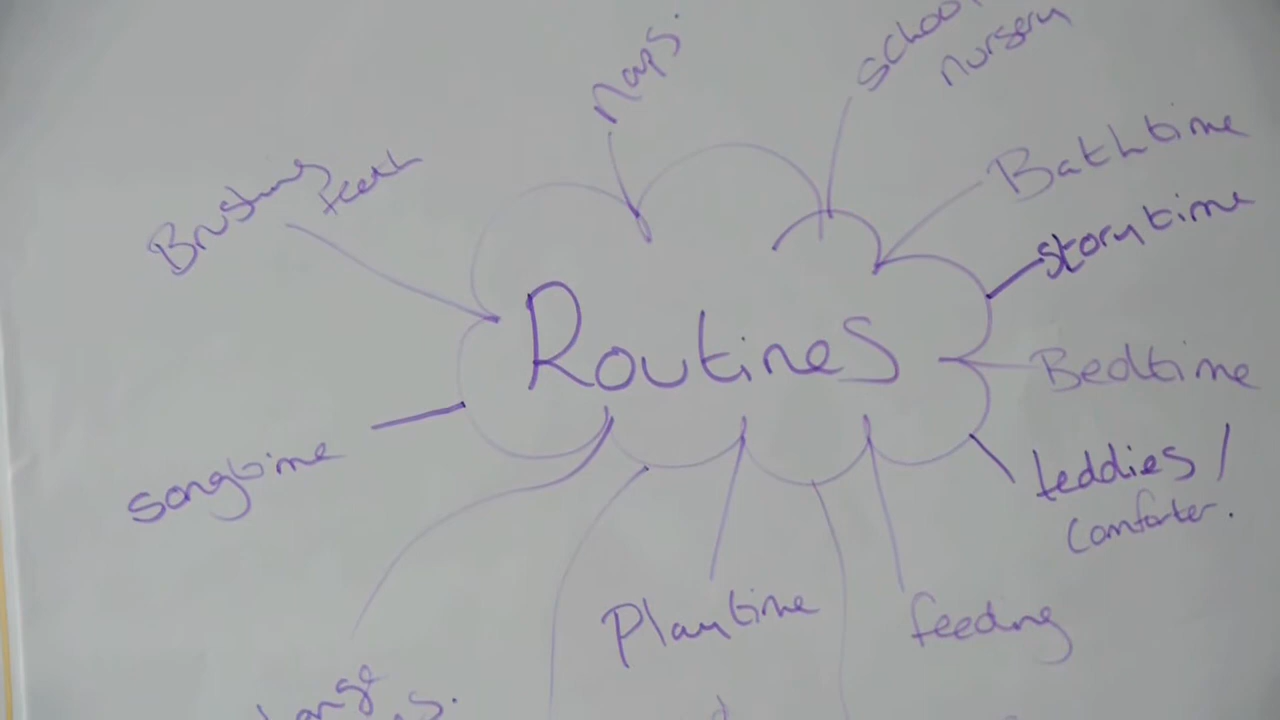 Naps.
school
nursery
Bathtime
storytime
Brushing
teeth
Routines
Bedtime
songtime
teddies /
Comforter.
Playtime
feeding